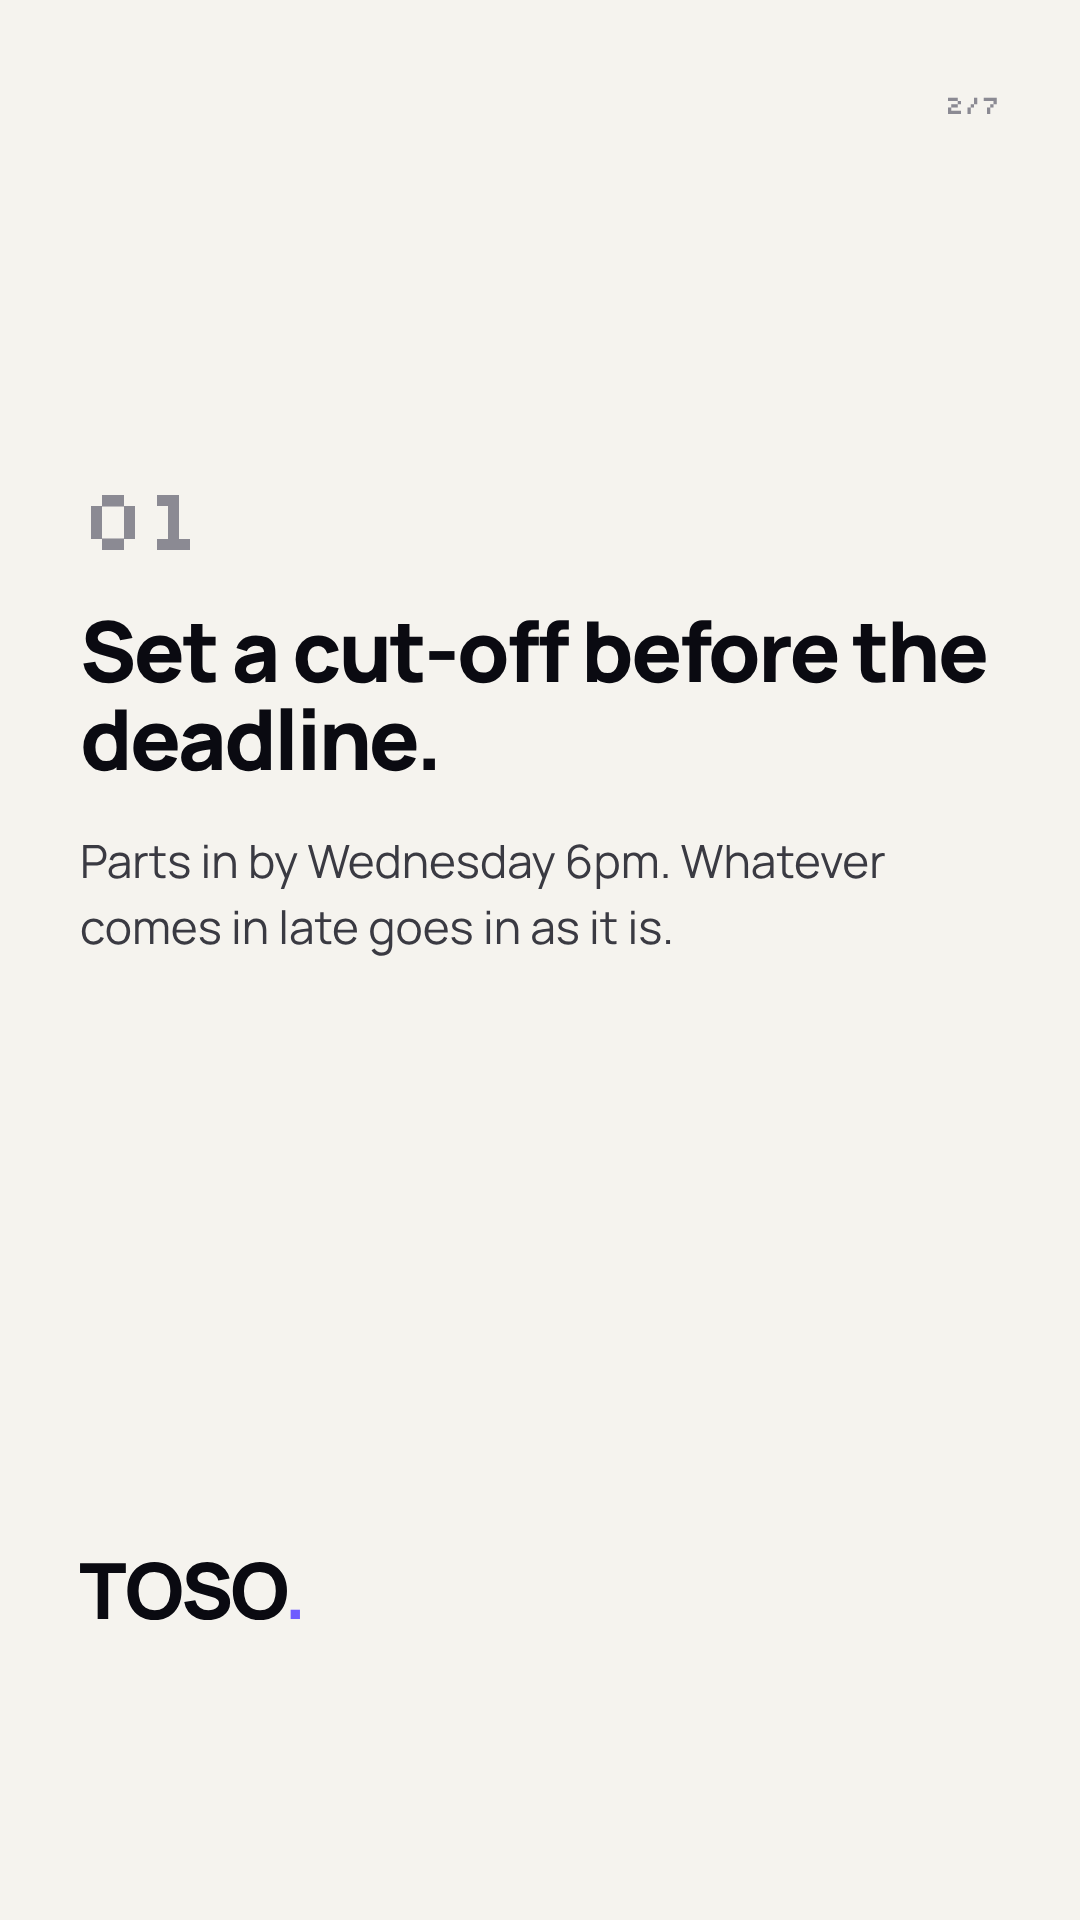 2/7
01
Set a cut-off before the
deadline.
Parts in by Wednesday 6pm. Whatever
comes in late goes in as it is.
TOSO.